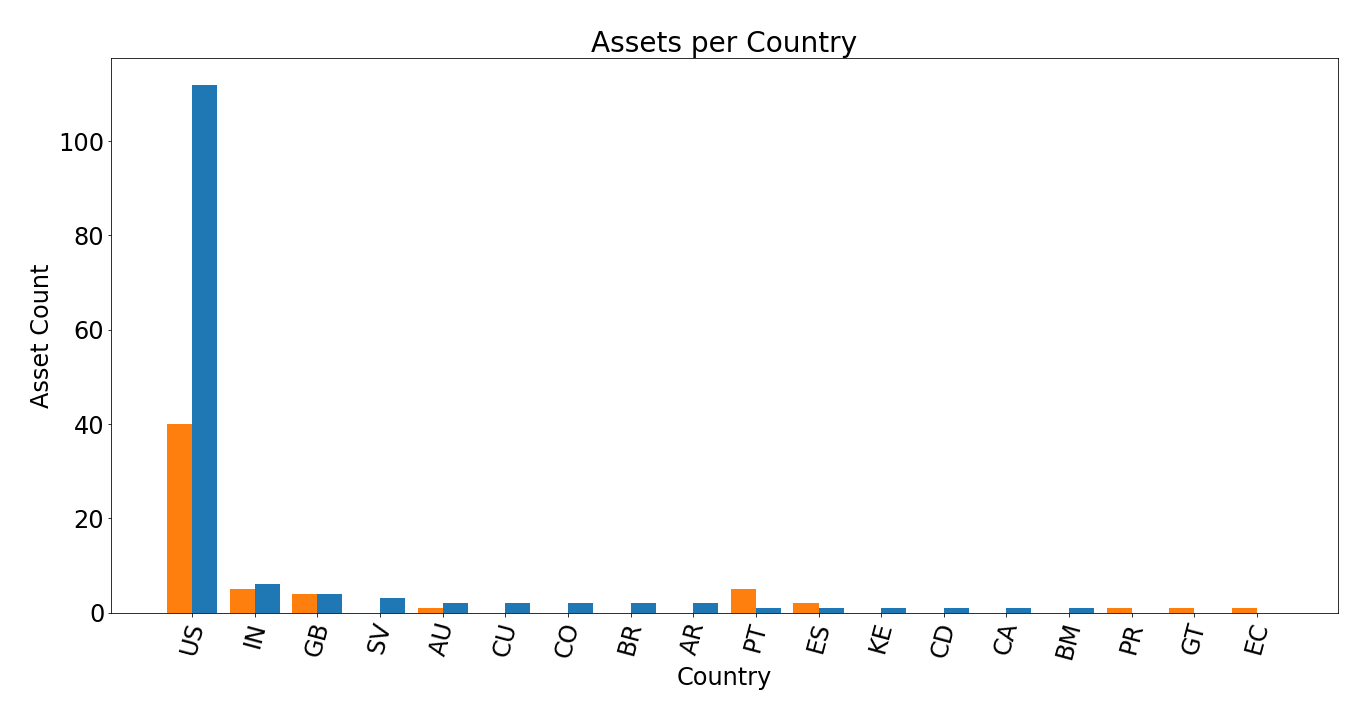 Assets per Country
Asset Count
100
80
60
40
20
0
US IN GB SV AU CU CO BR AR PT ES KE CD CA BM PR GT EC
Country